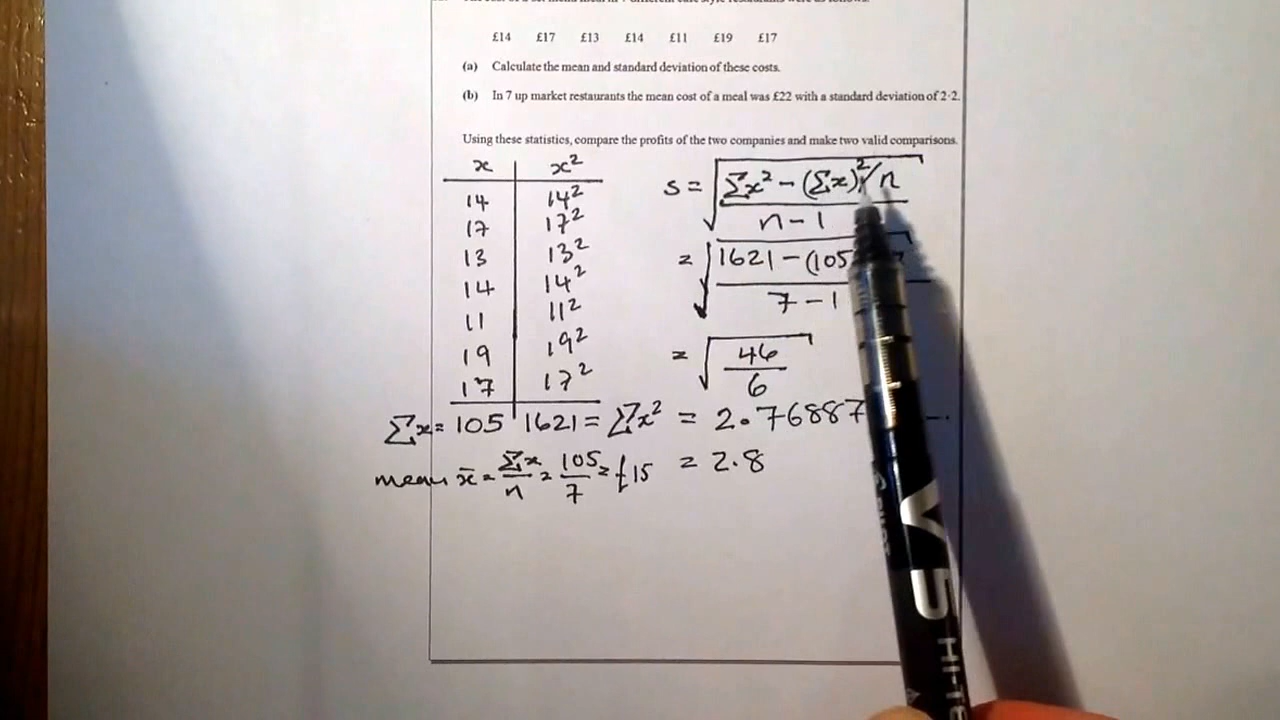 £14 £17 £13 £14 £11 £19 £17
(a) Calculate the mean and standard deviation of these costs.
(b) In 7 up market restaurants the mean cost of a meal was £22 with a standard deviation of 2·2.
Using these statistics, compare the profits of the two companies and make two valid comparisons.
x x²
14 14²
17 17²
13 13²
14 14²
11 11²
19 19²
17 17²
Σx = 105 1621 = Σx²
mean x̄ = Σx/n = 105/7 = £15
s = √((Σx² - (Σx)²/n)/(n - 1))
= √((1621 - (105
7 - 1
= √(46/6)
= 2.76887
= 2.8
V5
HI-TE